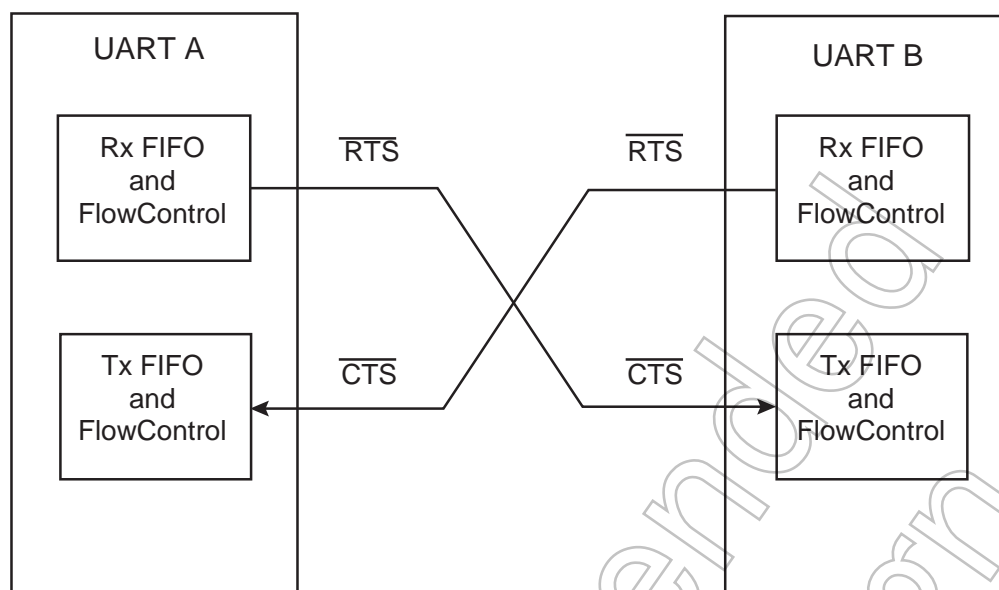 UART A
UART B
Rx FIFO
and
FlowControl
RTS
RTS
Rx FIFO
and
FlowControl
Tx FIFO
and
FlowControl
CTS
CTS
Tx FIFO
and
FlowControl